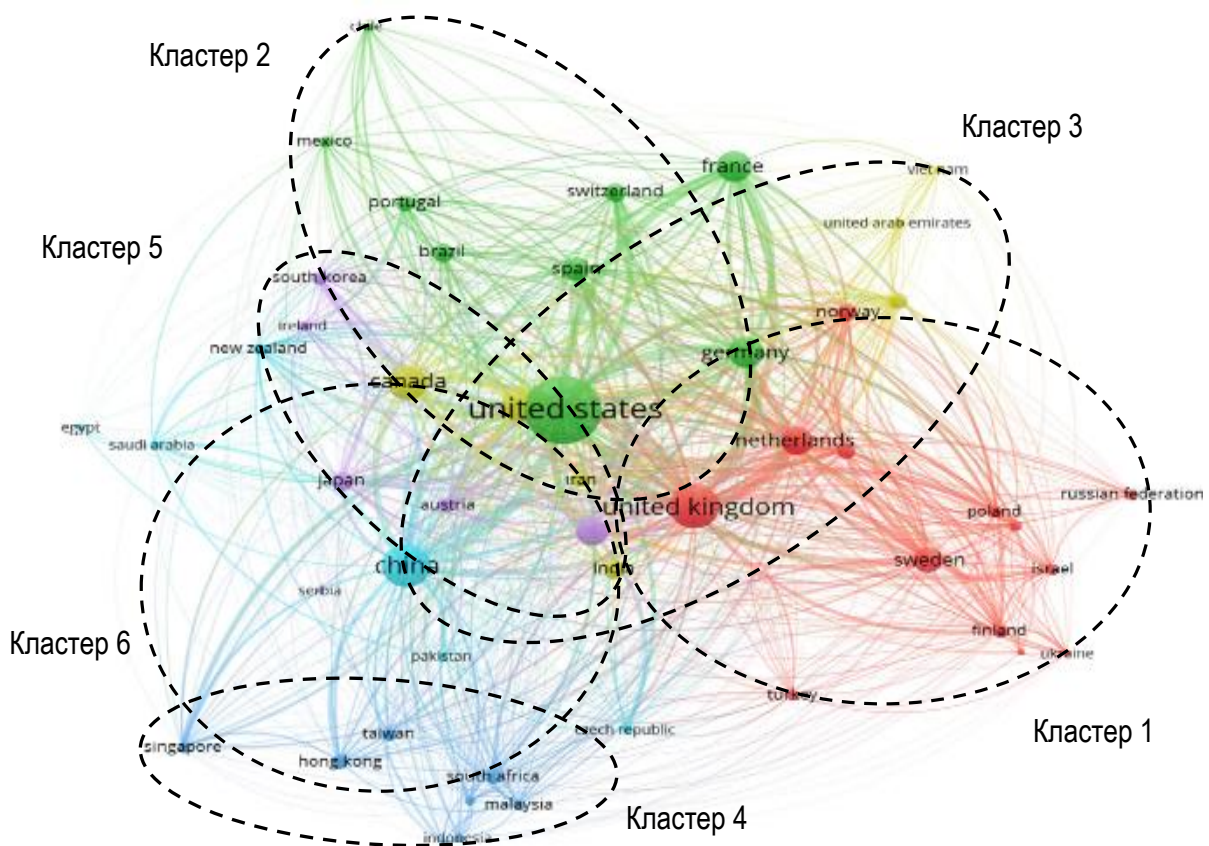 chile
Кластер 2
Кластер 3
mexico
france
viet nam
switzerland
portugal
united arab emirates
Кластер 5
brazil
spain
south korea
norway
ireland
new zealand
germany
canada
united states
egypt
saudi arabia
netherlands
iran
japan
russian federation
austria
united kingdom
poland
china
india
sweden
israel
serbia
finland
Кластер 6
pakistan
ukraine
turkey
czech republic
taiwan
Кластер 1
singapore
hong kong
south africa
malaysia
Кластер 4
indonesia